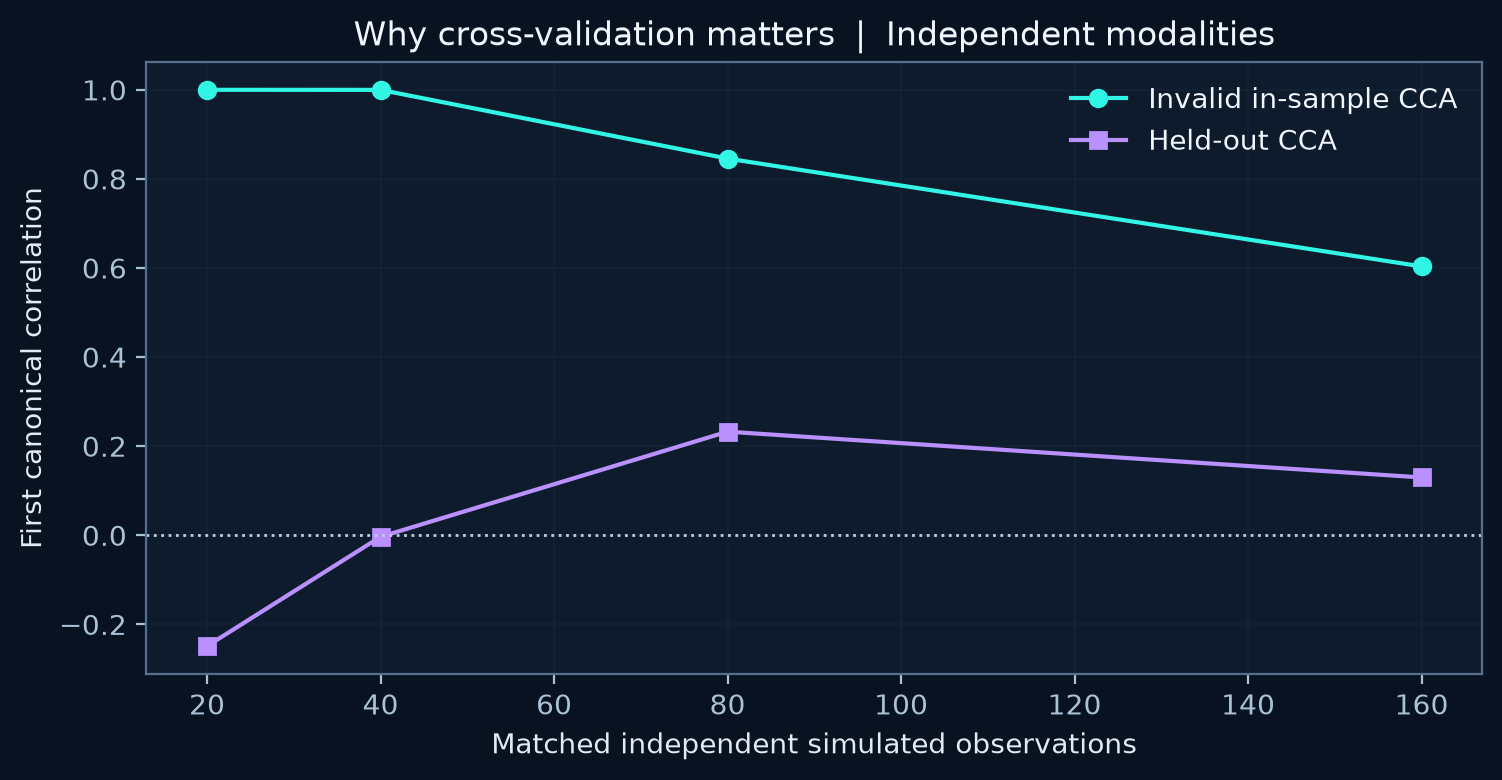 Why cross-validation matters | Independent modalities
Invalid in-sample CCA
Held-out CCA
First canonical correlation
1.0
0.8
0.6
0.4
0.2
0.0
−0.2
20 40 60 80 100 120 140 160
Matched independent simulated observations